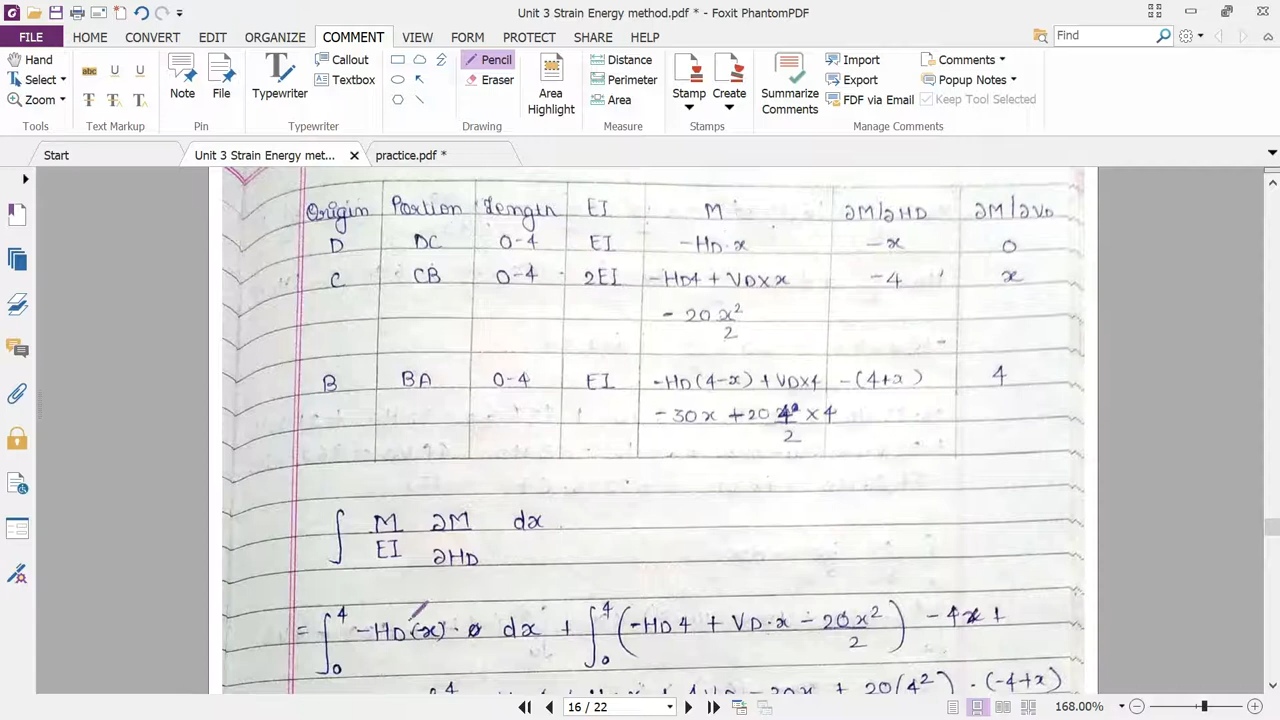 Unit 3 Strain Energy method.pdf * - Foxit PhantomPDF
FILE HOME CONVERT EDIT ORGANIZE COMMENT VIEW FORM PROTECT SHARE HELP Find
Hand Select Zoom Tools
abc U U T T T Text Markup
Note File Pin
Typewriter Callout Textbox Typewriter
Pencil Eraser Area Highlight Drawing
Distance Perimeter Area Measure
Stamp Create Stamps
Summarize Comments Import Export FDF via Email Comments Popup Notes Keep Tool Selected Manage Comments
Start Unit 3 Strain Energy met... practice.pdf *
Origin Portion Length EI M ∂M/∂HD ∂M/∂VD
D DC 0-4 EI -HD·x -x 0
C CB 0-4 2EI -HD4 + VD×x -4 x
- 20x²/2
B BA 0-4 EI -HD(4-x) + VD×4 -(4+x) 4
-30x +20 4²/2 ×4
∫ M/EI ∂M/∂HD dx
= ∫₀⁴ -HD(-x)· dx + ∫₀⁴ (-HD4 + VD·x - 20x²/2) -4x +
20x + 20(4²) · (-4+x)
16 / 22 168.00%